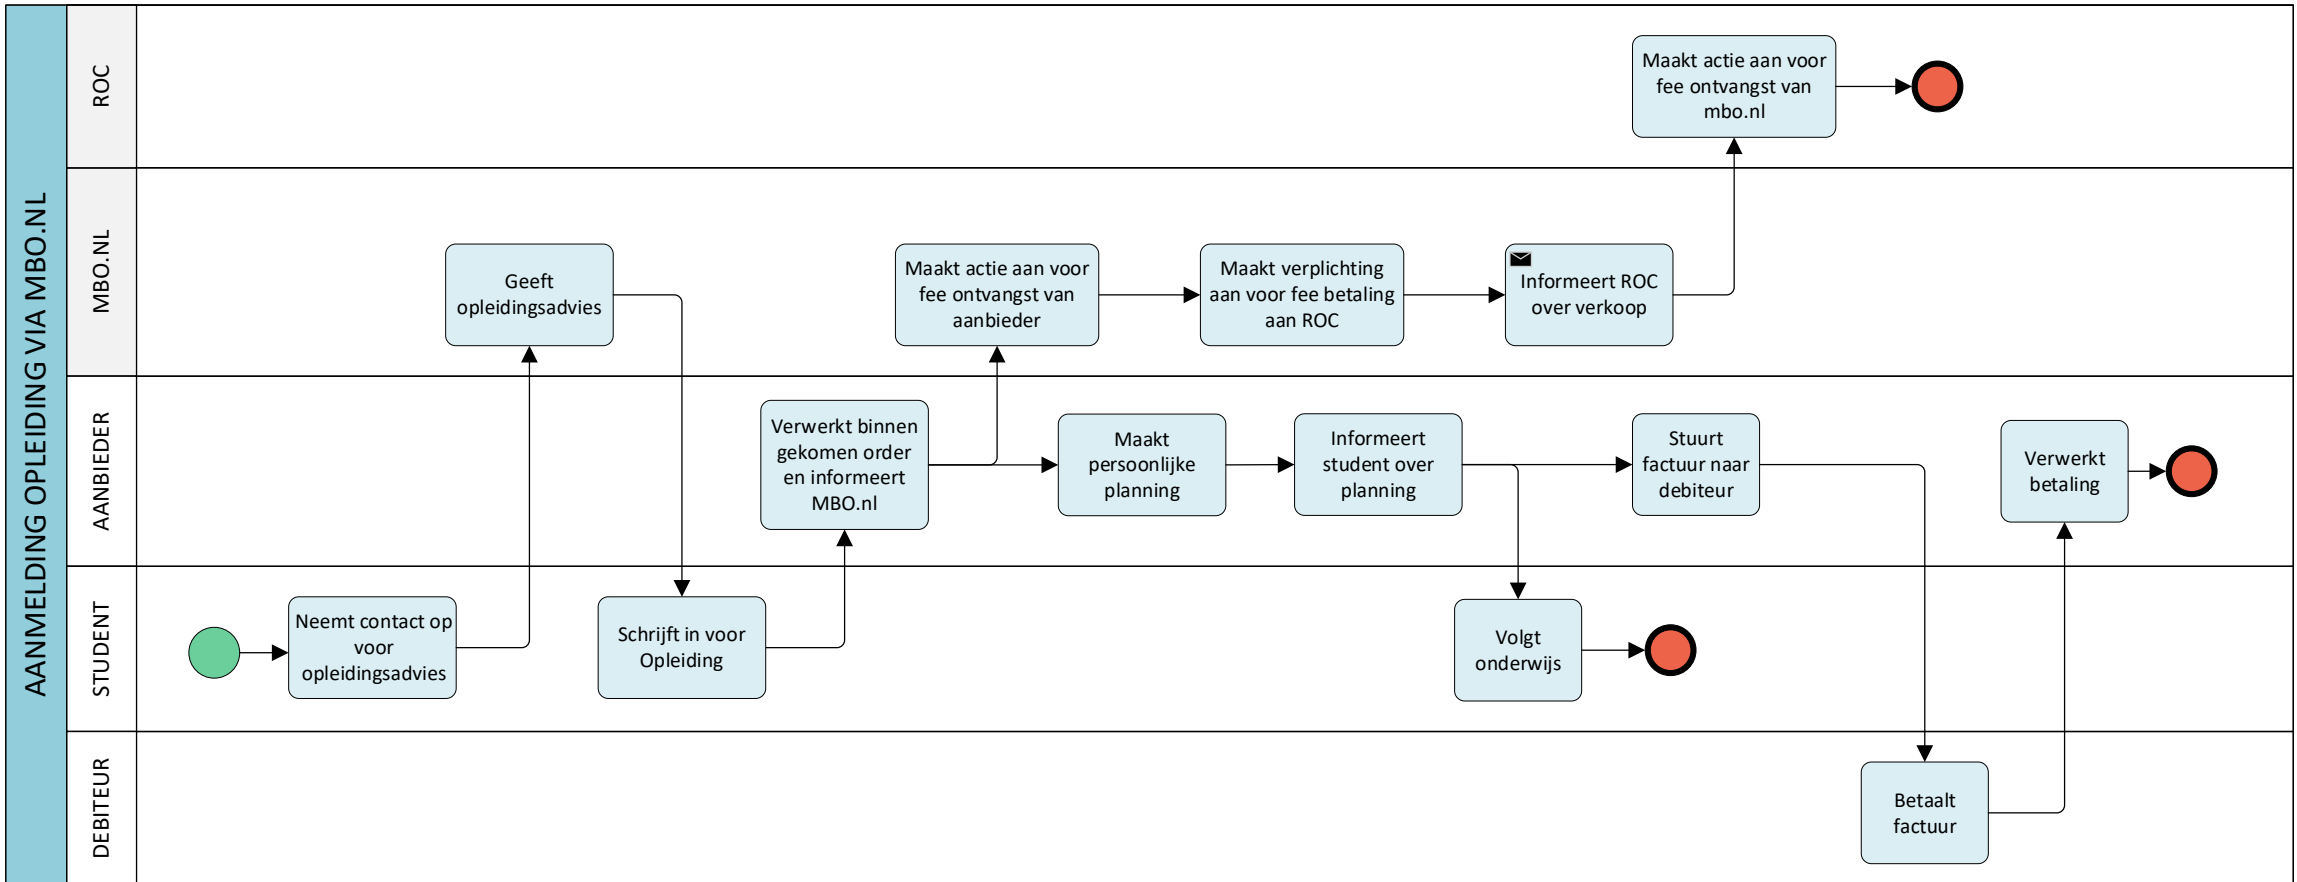 AANMELDING OPLEIDING VIA MBO.NL
ROC
Maakt actie aan voor
fee ontvangst van
mbo.nl
MBO.NL
Geeft
opleidingsadvies
Maakt actie aan voor
fee ontvangst van
aanbieder
Maakt verplichting
aan voor fee betaling
aan ROC
Informeert ROC
over verkoop
AANBIEDER
Verwerkt binnen
gekomen order
en informeert
MBO.nl
Maakt
persoonlijke
planning
Informeert
student over
planning
Stuurt
factuur naar
debiteur
Verwerkt
betaling
STUDENT
Neemt contact op
voor
opleidingsadvies
Schrijft in voor
Opleiding
Volgt
onderwijs
DEBITEUR
Betaalt
factuur